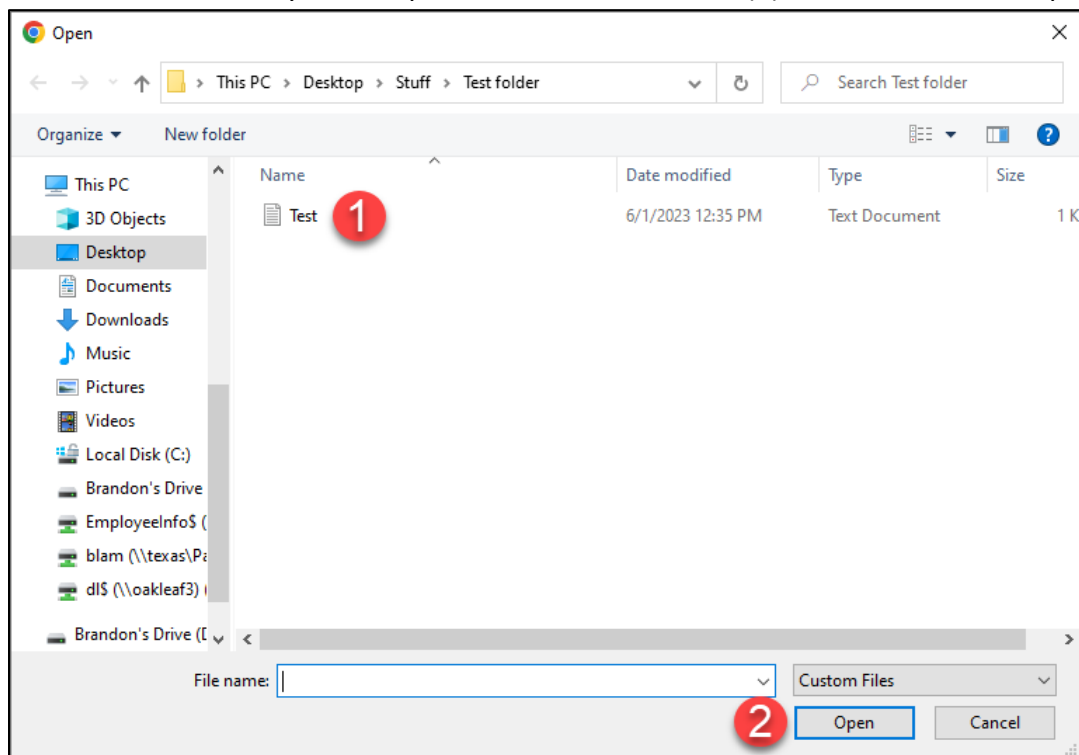 Open
This PC > Desktop > Stuff > Test folder
Search Test folder
Organize
New folder
Name
Date modified
Type
Size
Test
1
6/1/2023 12:35 PM
Text Document
1 K
This PC
3D Objects
Desktop
Documents
Downloads
Music
Pictures
Videos
Local Disk (C:)
Brandon's Drive
EmployeeInfo$ (
blam (\\texas\Pa
dl$ (\\oakleaf3) (
Brandon's Drive (D
File name:
Custom Files
2
Open
Cancel